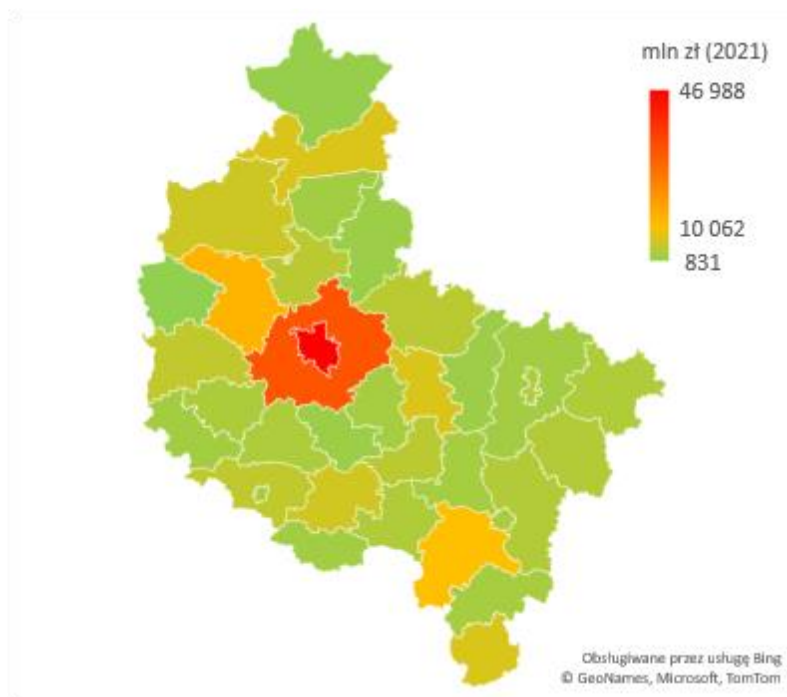 mln zł (2021)
46 988
10 062
831
Obsługiwane przez usługę Bing
© GeoNames, Microsoft, TomTom